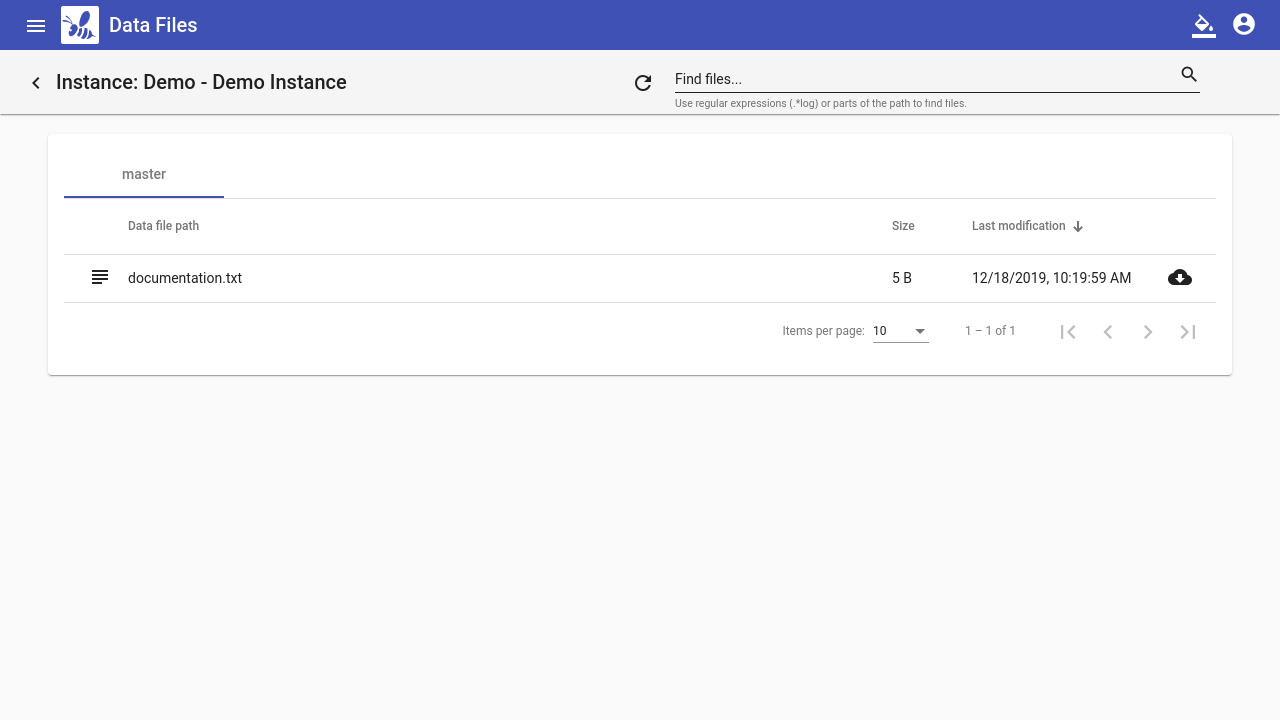 Data Files
Instance: Demo - Demo Instance
Find files...
Use regular expressions (.*log) or parts of the path to find files.
master
Data file path Size Last modification
documentation.txt 5 B 12/18/2019, 10:19:59 AM
Items per page: 10 1 – 1 of 1